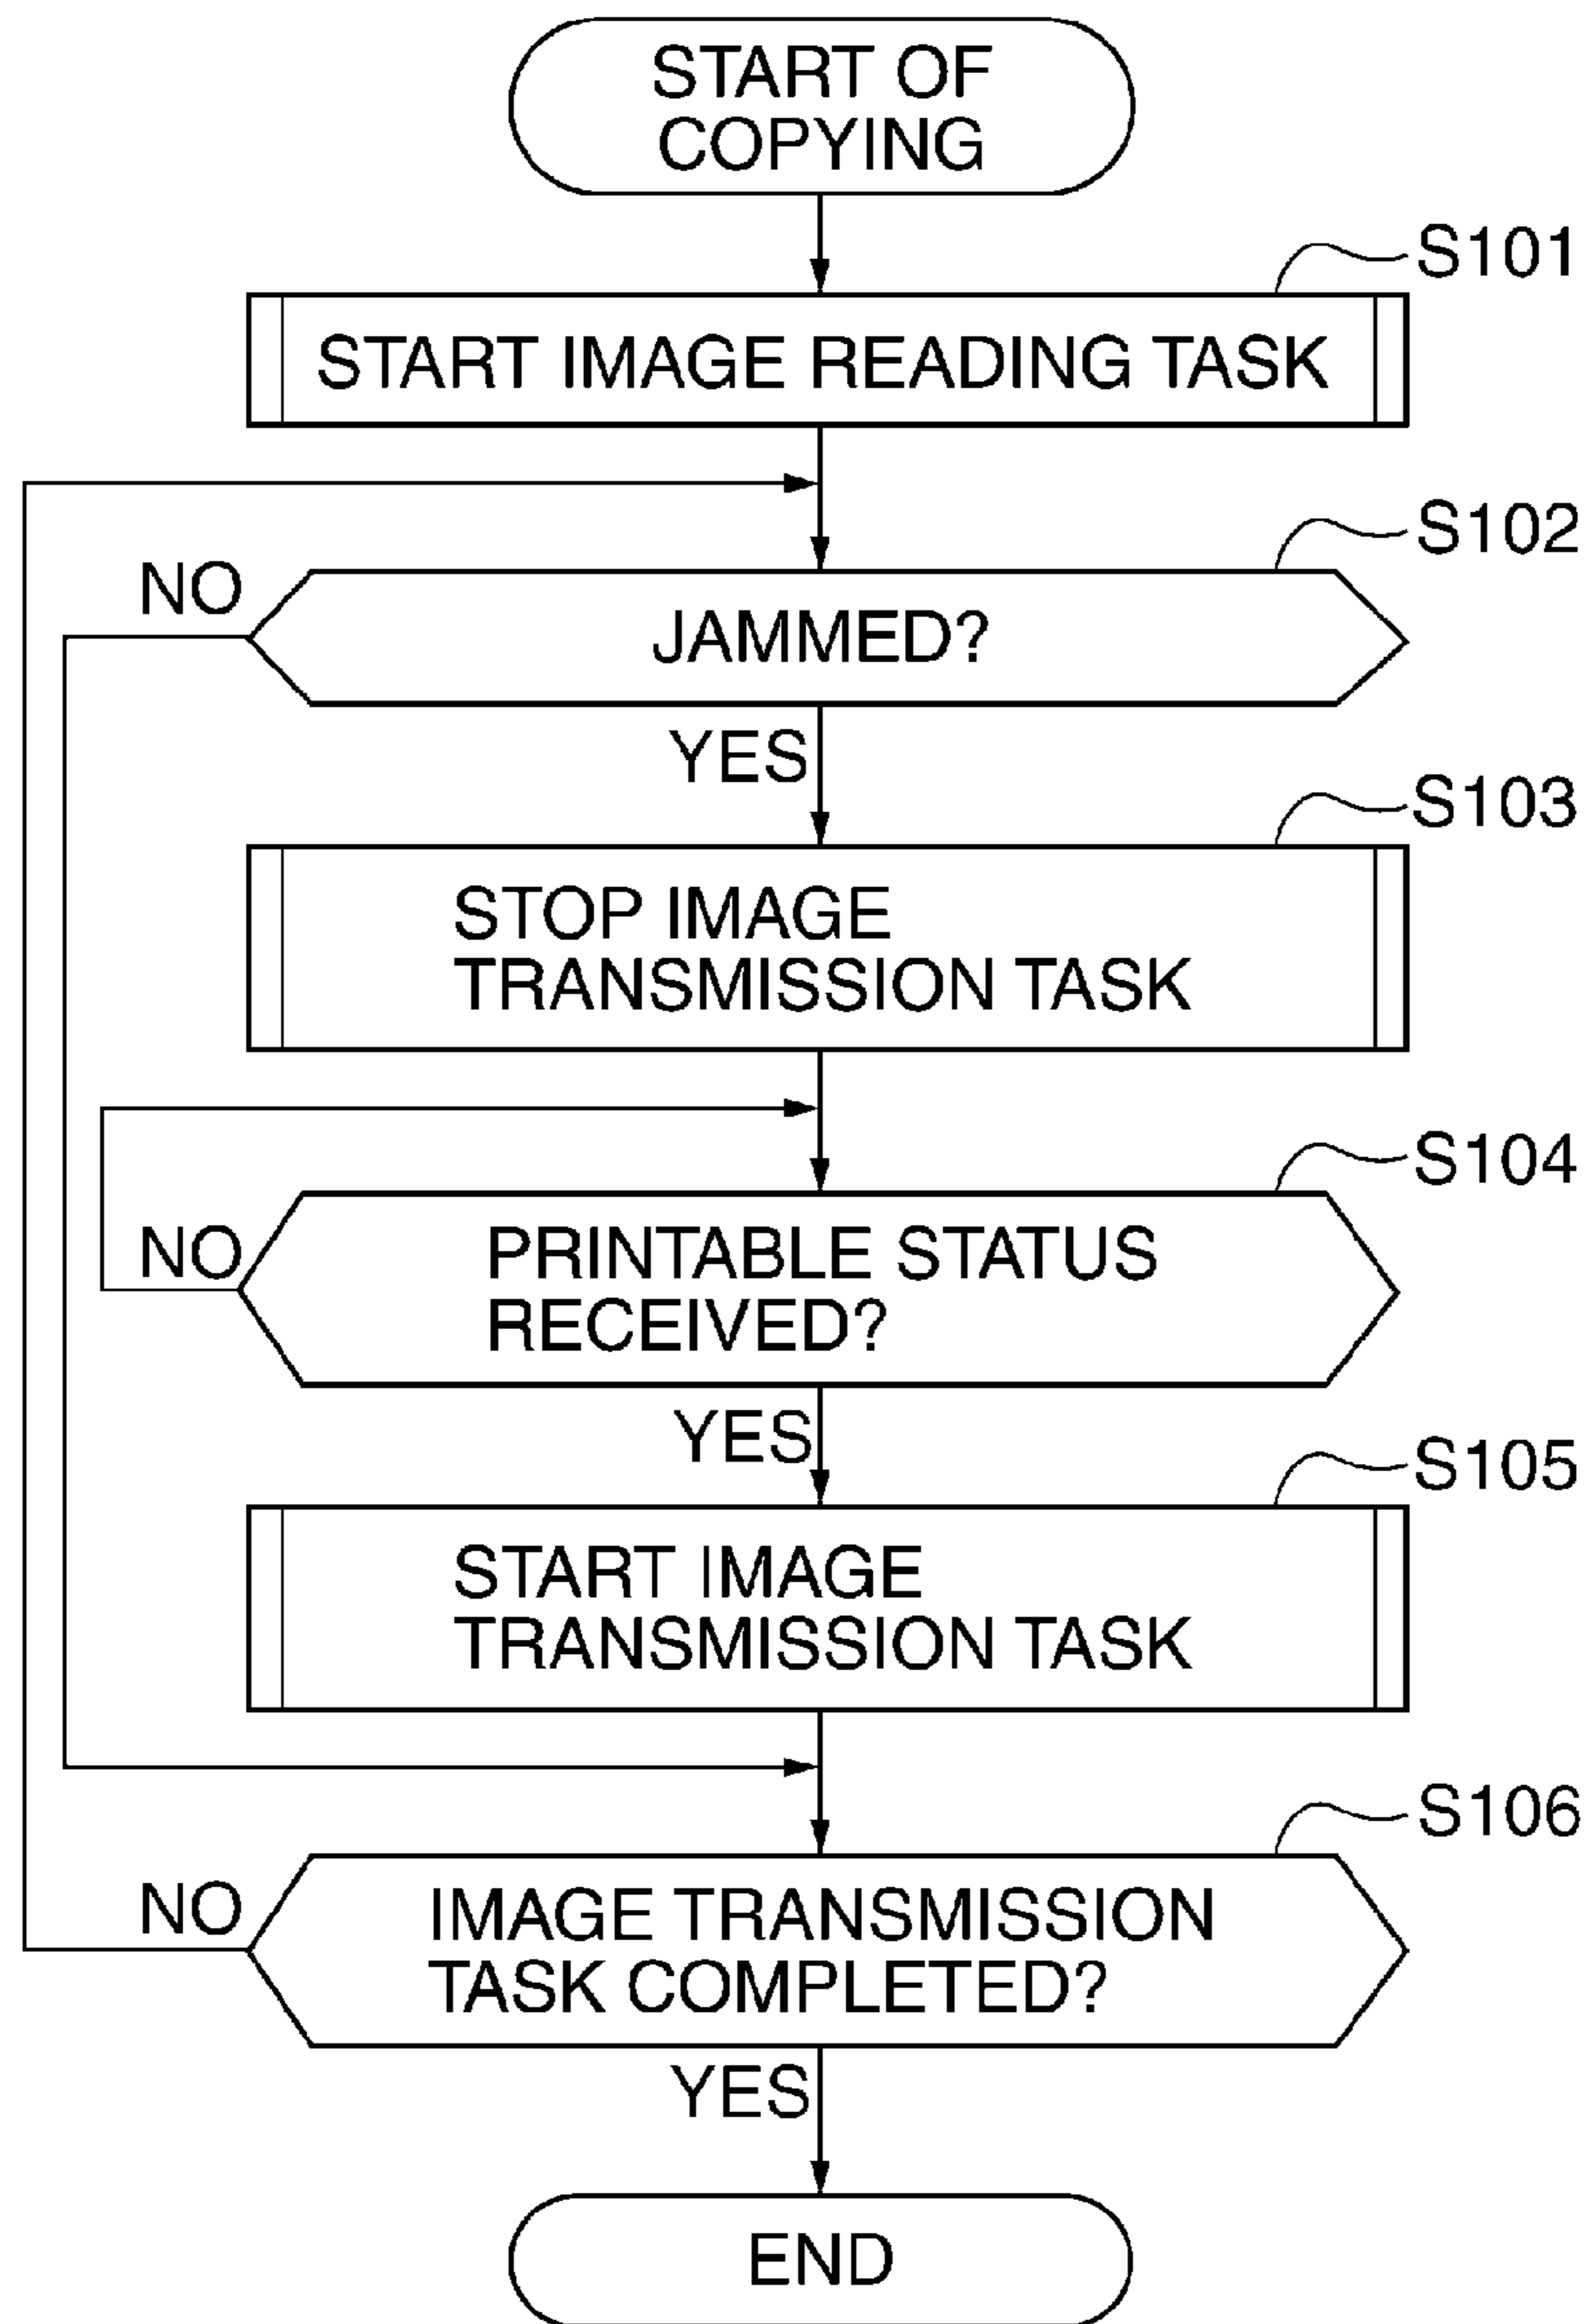 START OF
COPYING
S101
START IMAGE READING TASK
S102
NO
JAMMED?
YES
S103
STOP IMAGE
TRANSMISSION TASK
S104
NO
PRINTABLE STATUS
RECEIVED?
YES
S105
START IMAGE
TRANSMISSION TASK
S106
NO
IMAGE TRANSMISSION
TASK COMPLETED?
YES
END